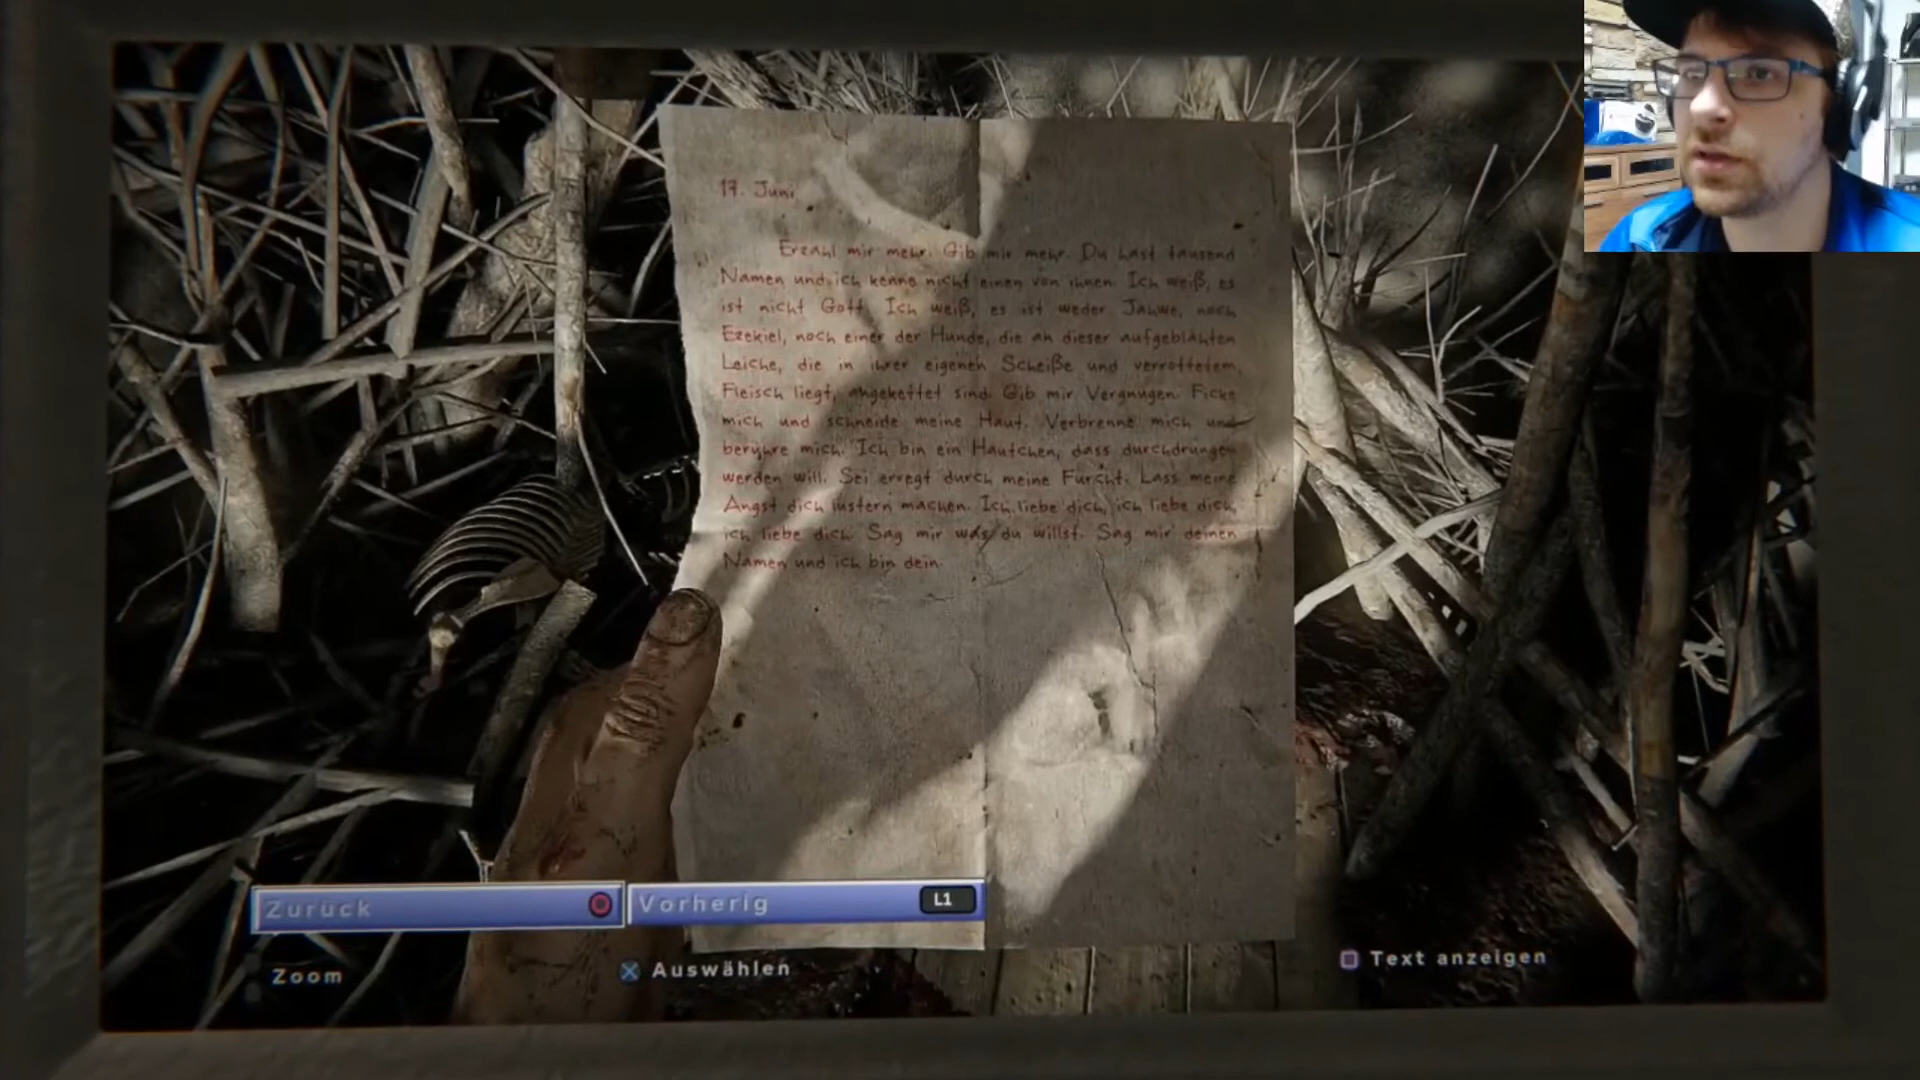 17. Juni
Erzähl mir mehr. Gib mir mehr. Du hast tausend
Namen und ich kenne nicht einen von ihnen. Ich weiß, es
ist nicht Gott. Ich weiß, es ist weder Jahwe, noch
Ezekiel, noch einer der Hunde, die an dieser aufgeblähten
Leiche, die in ihrer eigenen Scheiße und verrottetem
Fleisch liegt, angekettet sind. Gib mir Vergnügen. Ficke
mich und schneide meine Haut. Verbrenne mich und
berühre mich. Ich bin ein Häutchen, dass durchdrungen
werden will. Sei erregt durch meine Furcht. Lass meine
Angst dich lüstern machen. Ich liebe dich, ich liebe dich,
ich liebe dich. Sag mir was du willst. Sag mir deinen
Namen und ich bin dein.
Zurück
Vorherig L1
Zoom
Auswählen
Text anzeigen